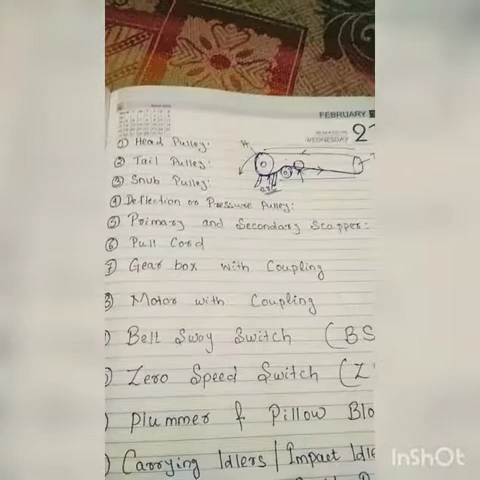 FEBRUARY
WEDNESDAY
① Head Pulley:
② Tail Pulley:
③ Snub Pulley:
④ Deflection or Pressure Pulley:
⑤ Primary and Secondary Scapper:
⑥ Pull Cord
⑦ Gear box with Coupling
⑧ Motor with Coupling
) Belt Sway Switch (BS
) Zero Speed Switch (Z
) Plummer & Pillow Blo
) Carrying Idlers / Impact Idle
InShOt